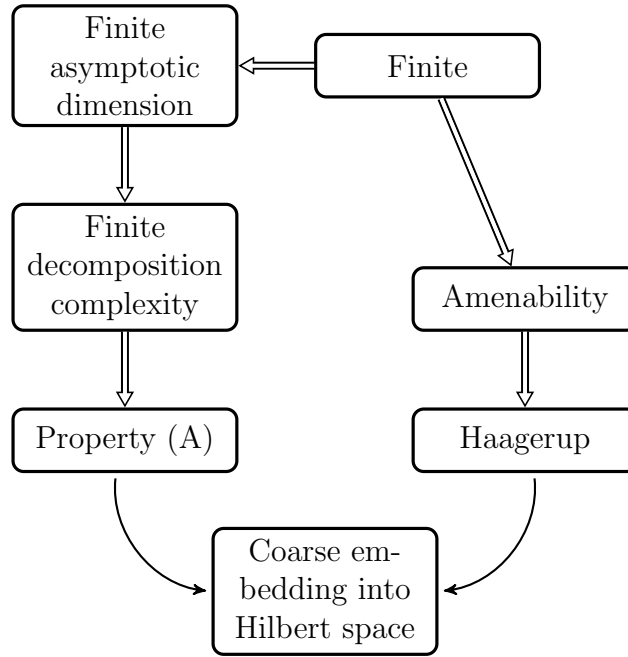 Finite
asymptotic
dimension
Finite
Finite
decomposition
complexity
Amenability
Property (A)
Haagerup
Coarse em-
bedding into
Hilbert space